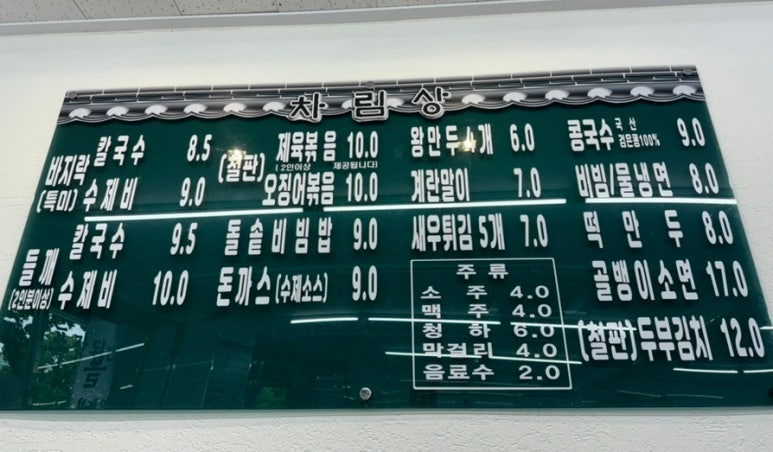 차림상
바지락 (특미) 칼국수 8.5
수제비 9.0
들깨 (2인분이상) 칼국수 9.5
수제비 10.0
(철판) 제육볶음 10.0
(2인이상 제공됩니다)
오징어볶음 10.0
돌솥비빔밥 9.0
돈까스 (수제소스) 9.0
왕만두 4개 6.0
계란말이 7.0
새우튀김 5개 7.0
주류
소주 4.0
맥주 4.0
청하 6.0
막걸리 4.0
음료수 2.0
콩국수 국산 검은콩100% 9.0
비빔/물냉면 8.0
떡만두 8.0
골뱅이소면 17.0
(철판) 두부김치 12.0